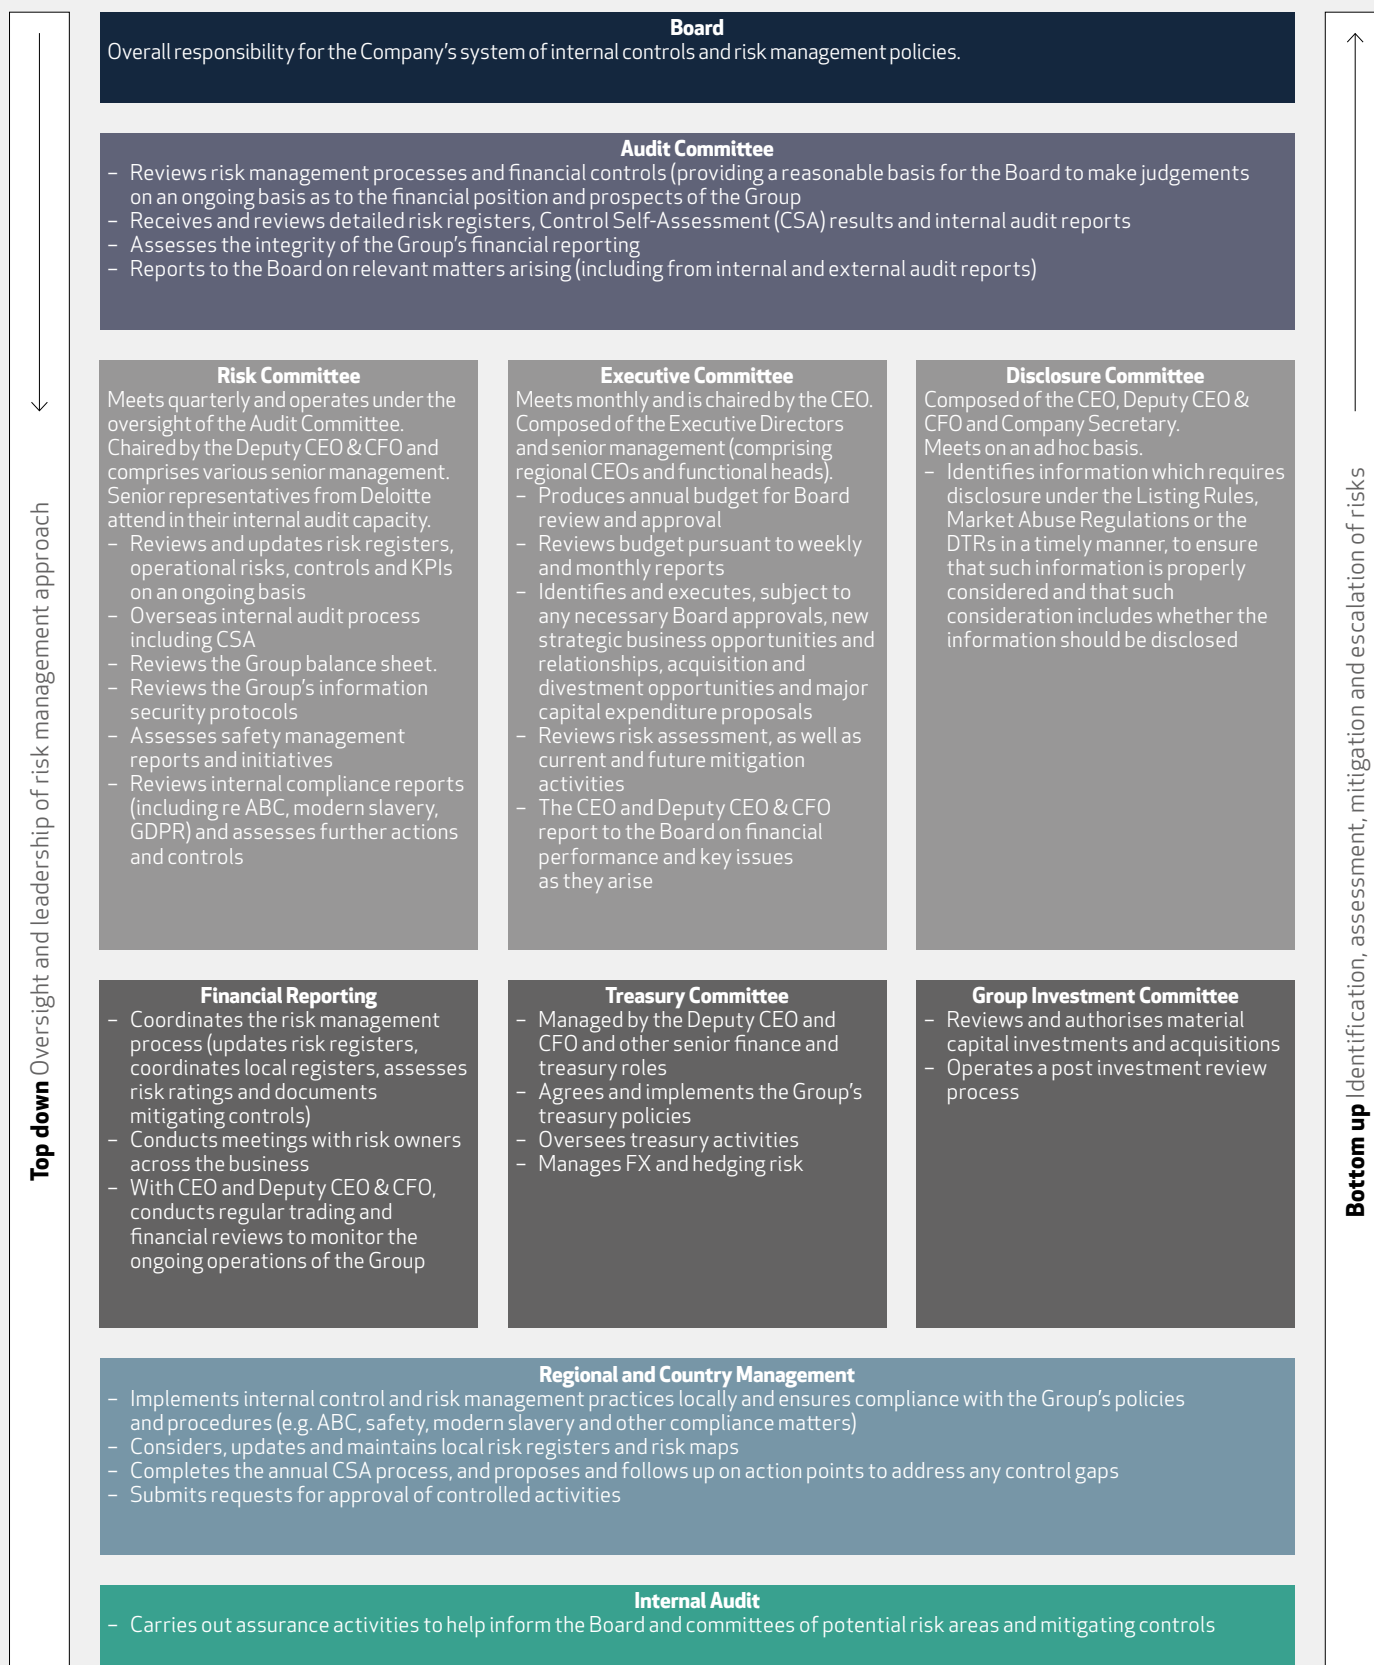 Board
Overall responsibility for the Company's system of internal controls and risk management policies.
Audit Committee
– Reviews risk management processes and financial controls (providing a reasonable basis for the Board to make judgements
on an ongoing basis as to the financial position and prospects of the Group
– Receives and reviews detailed risk registers, Control Self-Assessment (CSA) results and internal audit reports
– Assesses the integrity of the Group's financial reporting
– Reports to the Board on relevant matters arising (including from internal and external audit reports)
Risk Committee
Meets quarterly and operates under the
oversight of the Audit Committee.
Chaired by the Deputy CEO & CFO and
comprises various senior management.
Senior representatives from Deloitte
attend in their internal audit capacity.
– Reviews and updates risk registers,
operational risks, controls and KPIs
on an ongoing basis
– Overseas internal audit process
including CSA
– Reviews the Group balance sheet.
– Reviews the Group's information
security protocols
– Assesses safety management
reports and initiatives
– Reviews internal compliance reports
(including re ABC, modern slavery,
GDPR) and assesses further actions
and controls
Executive Committee
Meets monthly and is chaired by the CEO.
Composed of the Executive Directors
and senior management (comprising
regional CEOs and functional heads).
– Produces annual budget for Board
review and approval
– Reviews budget pursuant to weekly
and monthly reports
– Identifies and executes, subject to
any necessary Board approvals, new
strategic business opportunities and
relationships, acquisition and
divestment opportunities and major
capital expenditure proposals
– Reviews risk assessment, as well as
current and future mitigation
activities
– The CEO and Deputy CEO & CFO
report to the Board on financial
performance and key issues
as they arise
Disclosure Committee
Composed of the CEO, Deputy CEO &
CFO and Company Secretary.
Meets on an ad hoc basis.
– Identifies information which requires
disclosure under the Listing Rules,
Market Abuse Regulations or the
DTRs in a timely manner, to ensure
that such information is properly
considered and that such
consideration includes whether the
information should be disclosed
Financial Reporting
– Coordinates the risk management
process (updates risk registers,
coordinates local registers, assesses
risk ratings and documents
mitigating controls)
– Conducts meetings with risk owners
across the business
– With CEO and Deputy CEO & CFO,
conducts regular trading and
financial reviews to monitor the
ongoing operations of the Group
Treasury Committee
– Managed by the Deputy CEO and
CFO and other senior finance and
treasury roles
– Agrees and implements the Group's
treasury policies
– Oversees treasury activities
– Manages FX and hedging risk
Group Investment Committee
– Reviews and authorises material
capital investments and acquisitions
– Operates a post investment review
process
Regional and Country Management
– Implements internal control and risk management practices locally and ensures compliance with the Group's policies
and procedures (e.g. ABC, safety, modern slavery and other compliance matters)
– Considers, updates and maintains local risk registers and risk maps
– Completes the annual CSA process, and proposes and follows up on action points to address any control gaps
– Submits requests for approval of controlled activities
Internal Audit
– Carries out assurance activities to help inform the Board and committees of potential risk areas and mitigating controls
Top down Oversight and leadership of risk management approach
Bottom up Identification, assessment, mitigation and escalation of risks